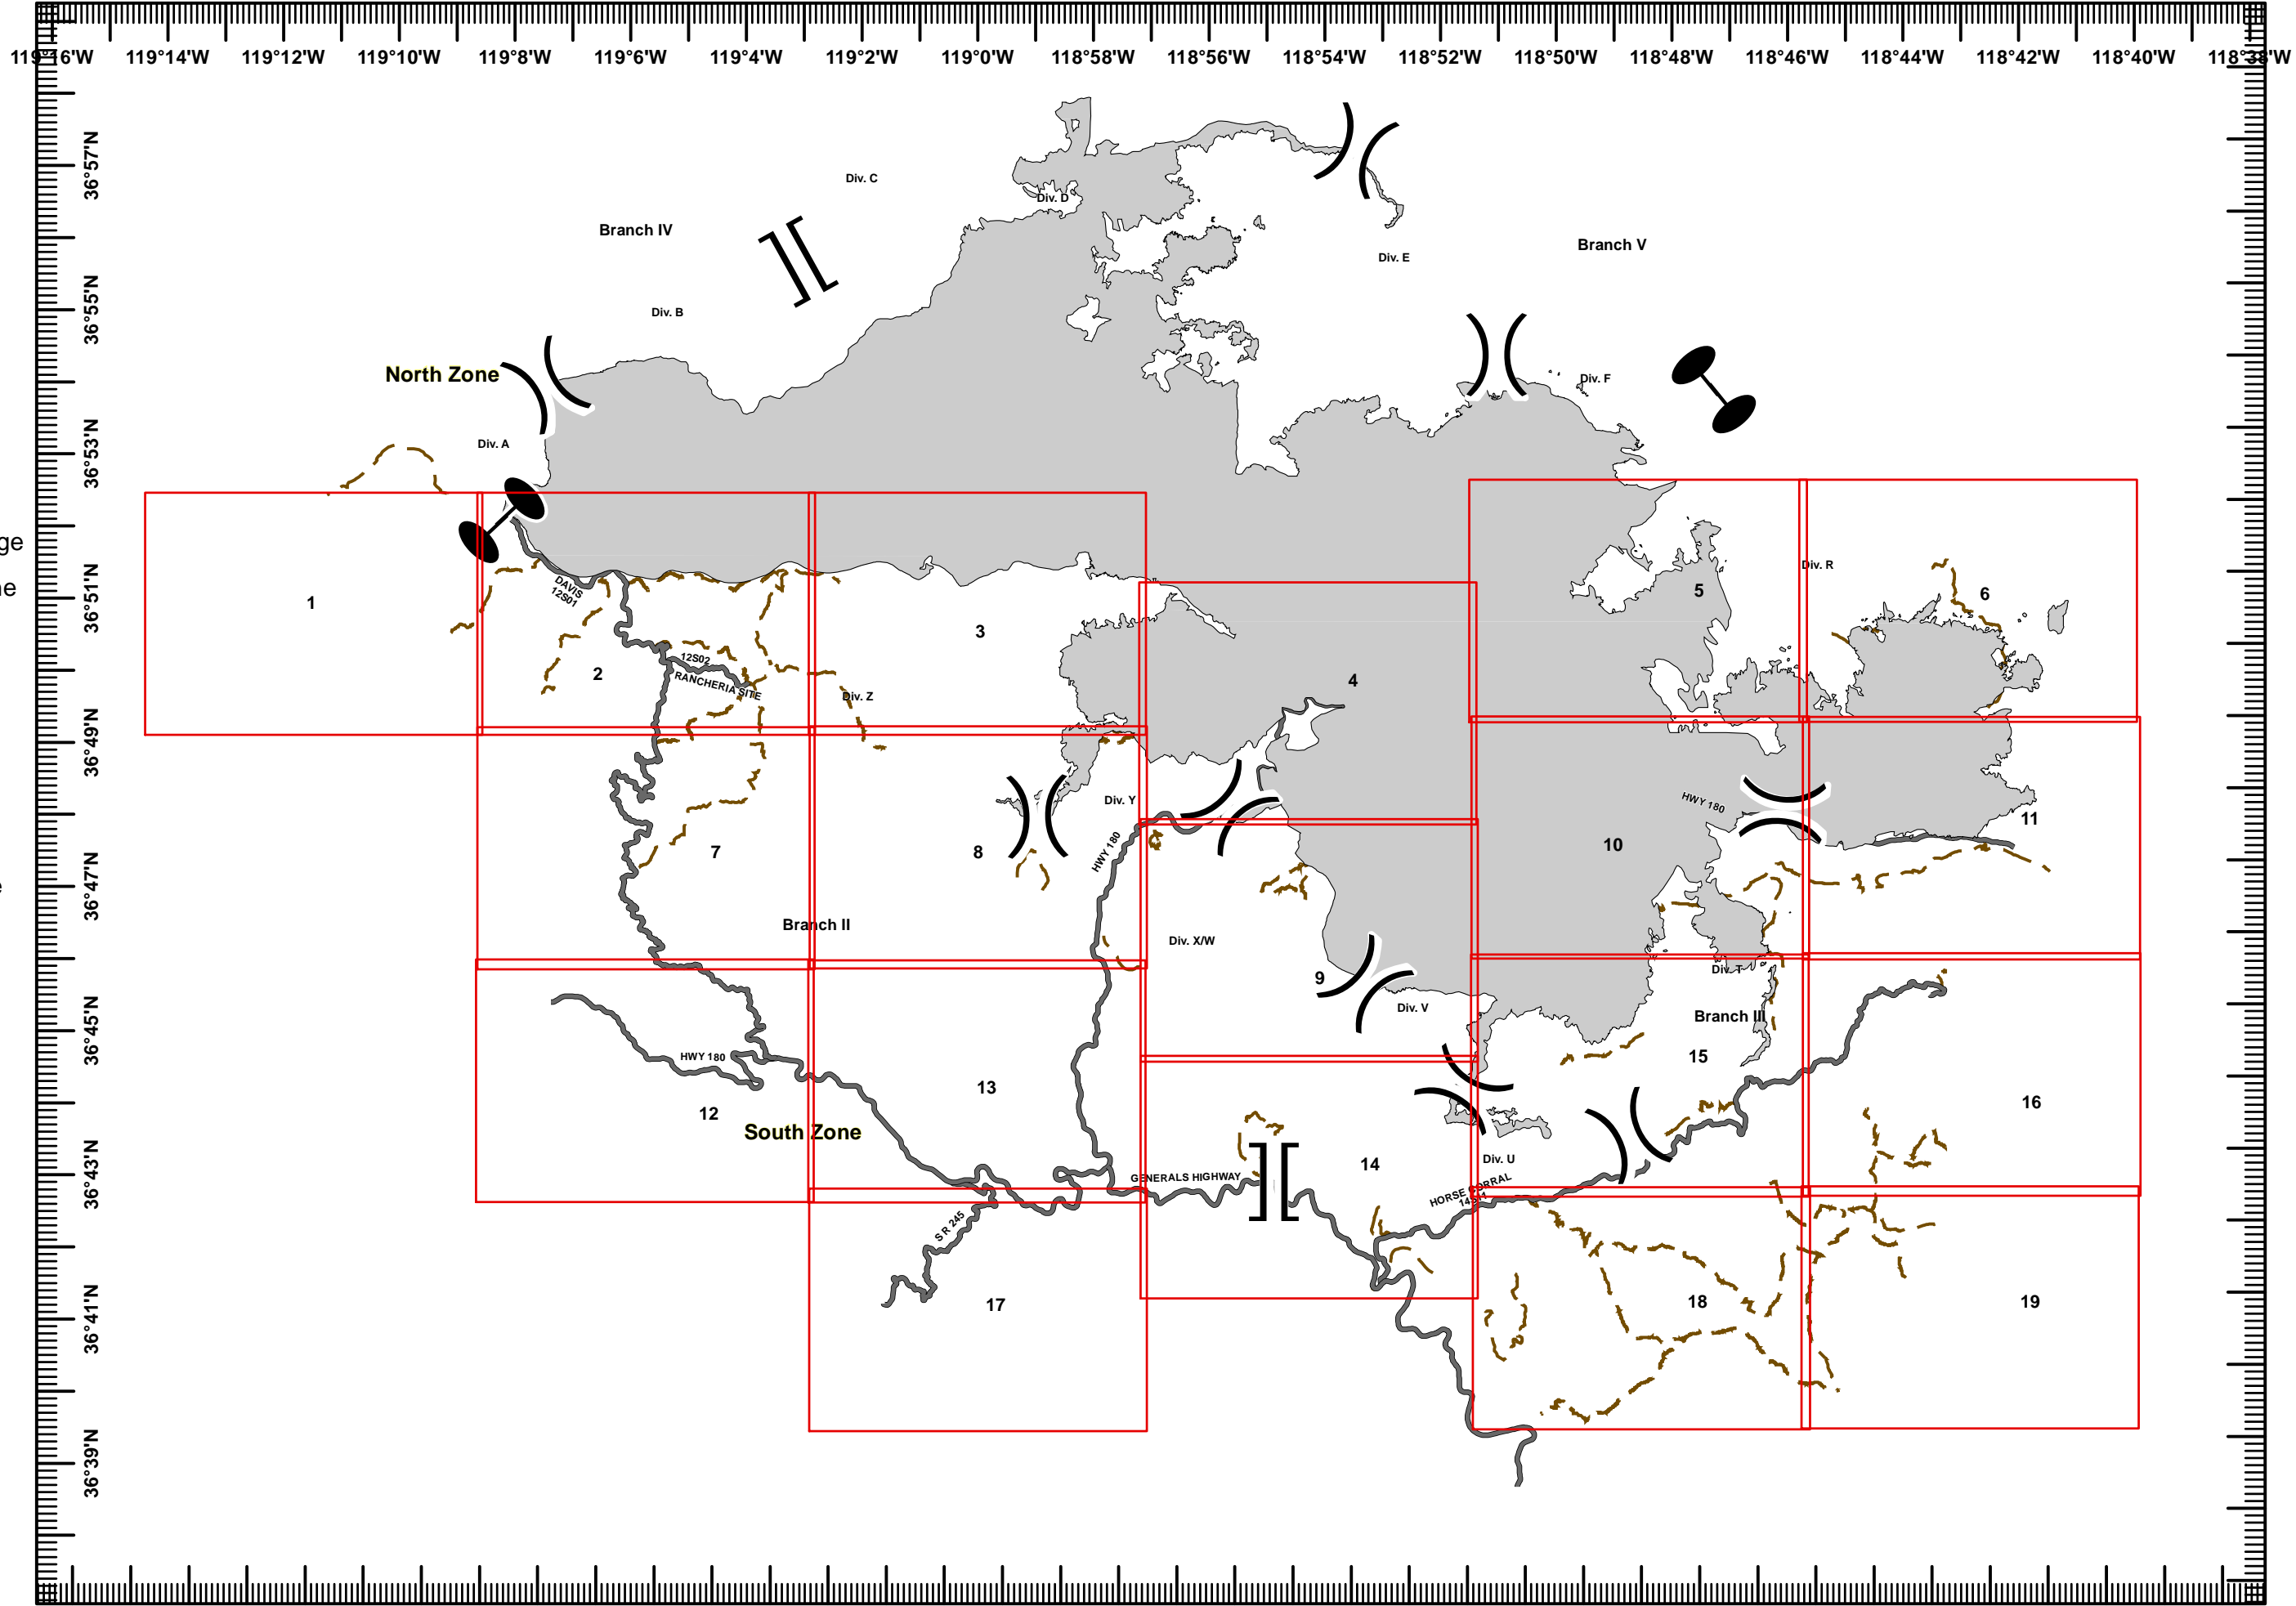 119°16'W 119°14'W 119°12'W 119°10'W 119°8'W 119°6'W 119°4'W 119°2'W 119°0'W 118°58'W 118°56'W 118°54'W 118°52'W 118°50'W 118°48'W 118°46'W 118°44'W 118°42'W 118°40'W 118°38'W
36°57'N
Div. C
Div. D
Branch IV
Branch V
Div. E
36°55'N
Div. B
North Zone
Div. F
36°53'N
Div. A
ge
Div. R
36°51'N
ne
DAVIS
12S01
1
5
6
3
12S02
2
RANCHERIA SITE
4
Div. Z
36°49'N
Div. Y
HWY 180
11
7
8
HWY 180
10
36°47'N
e
Branch II
Div. X/W
9
Div. T
Div. V
36°45'N
Branch III
HWY 180
15
13
12
16
South Zone
36°43'N
14
Div. U
GENERALS HIGHWAY
HORSE CORRAL
14S11
S R 245
36°41'N
17
18
19
36°39'N